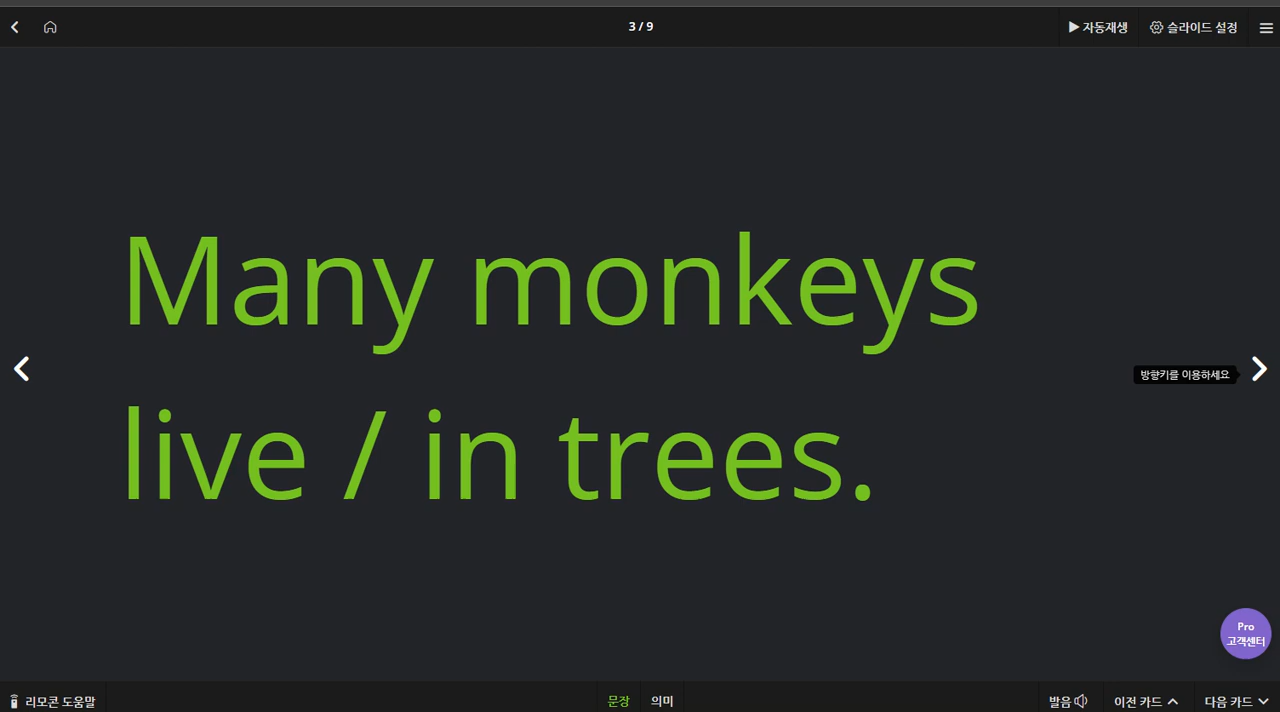 3 / 9
자동재생
슬라이드 설정
Many monkeys
live / in trees.
방향키를 이용하세요
Pro
고객센터
리모콘 도움말
문장
의미
발음
이전 카드
다음 카드